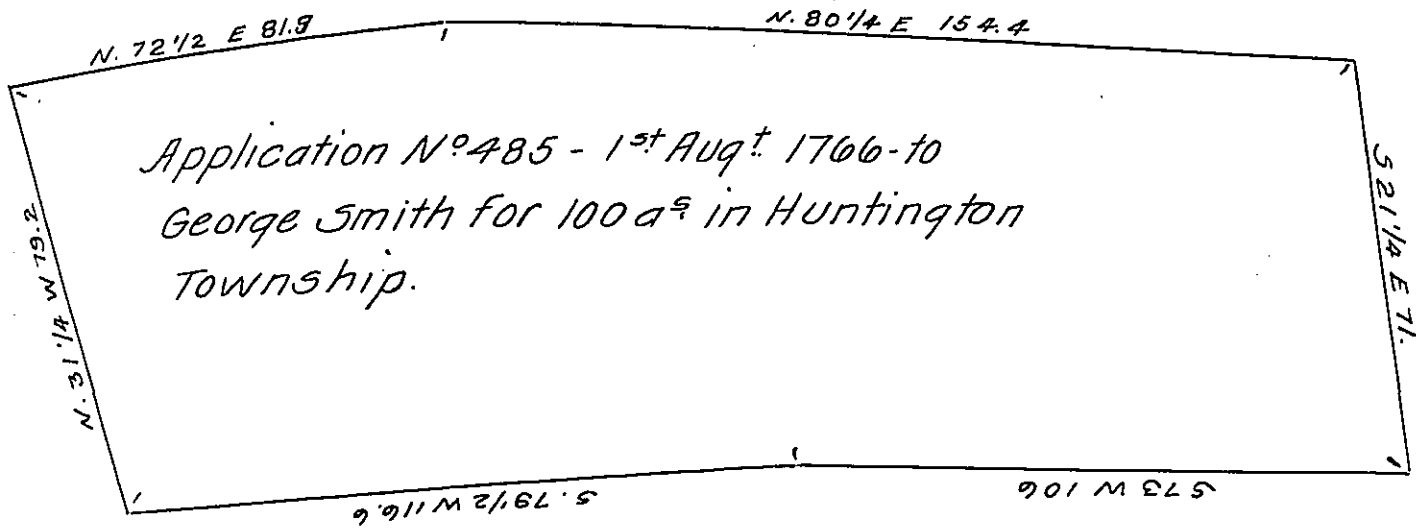 N. 72 1/2 E 81.9
N. 80 1/4 E 154.4
Application Nº 485 - 1st Augt. 1766 - to
George Smith for 100 as. in Huntington
Township.
S 21 1/4 E 71.
S 73 W 106
S. 79 1/2 W 116.6
N. 31 1/4 W 79.2